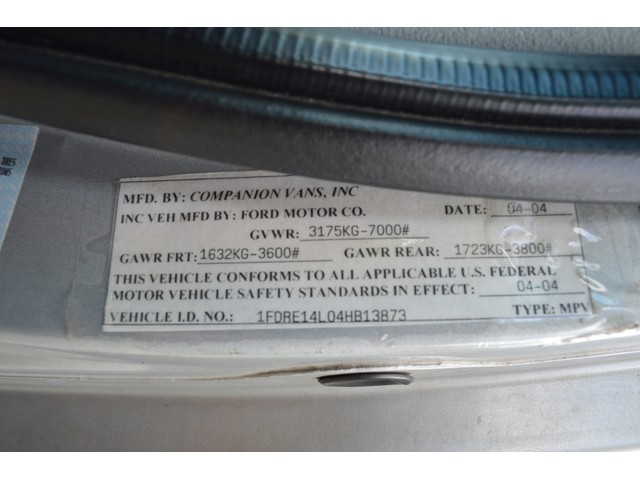 MFD. BY: COMPANION VANS, INC
INC VEH MFD BY: FORD MOTOR CO. DATE: 04-04
GVWR: 3175KG-7000#
GAWR FRT: 1632KG-3600# GAWR REAR: 1723KG-3800#
THIS VEHICLE CONFORMS TO ALL APPLICABLE U.S. FEDERAL
MOTOR VEHICLE SAFETY STANDARDS IN EFFECT: 04-04
VEHICLE I.D. NO.: 1FDRE14L04HB13873 TYPE: MPV